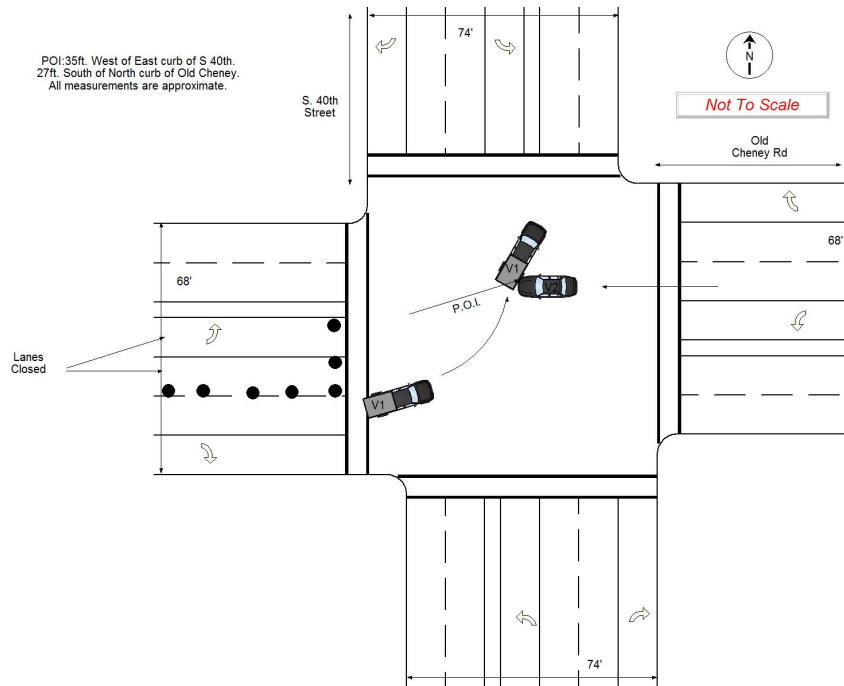 POI:35ft. West of East curb of S 40th.
27ft. South of North curb of Old Cheney.
All measurements are approximate.
S. 40th
Street
74'
N
Not To Scale
Old
Cheney Rd
68'
68'
V1
V2
P.O.I.
Lanes
Closed
V1
74'